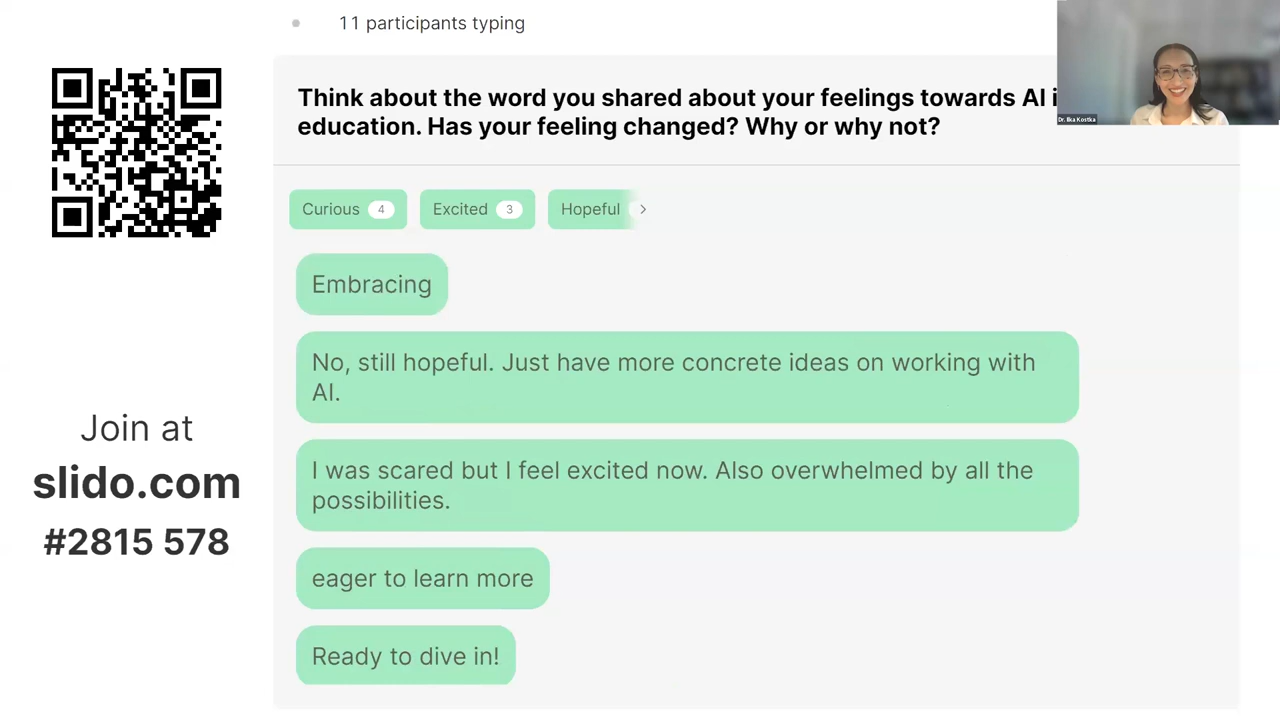 11 participants typing
Think about the word you shared about your feelings towards AI
education. Has your feeling changed? Why or why not?
Dr. Ilka Kostka
Curious 4
Excited 3
Hopeful
Embracing
No, still hopeful. Just have more concrete ideas on working with
AI.
I was scared but I feel excited now. Also overwhelmed by all the
possibilities.
eager to learn more
Ready to dive in!
Join at
slido.com
#2815 578